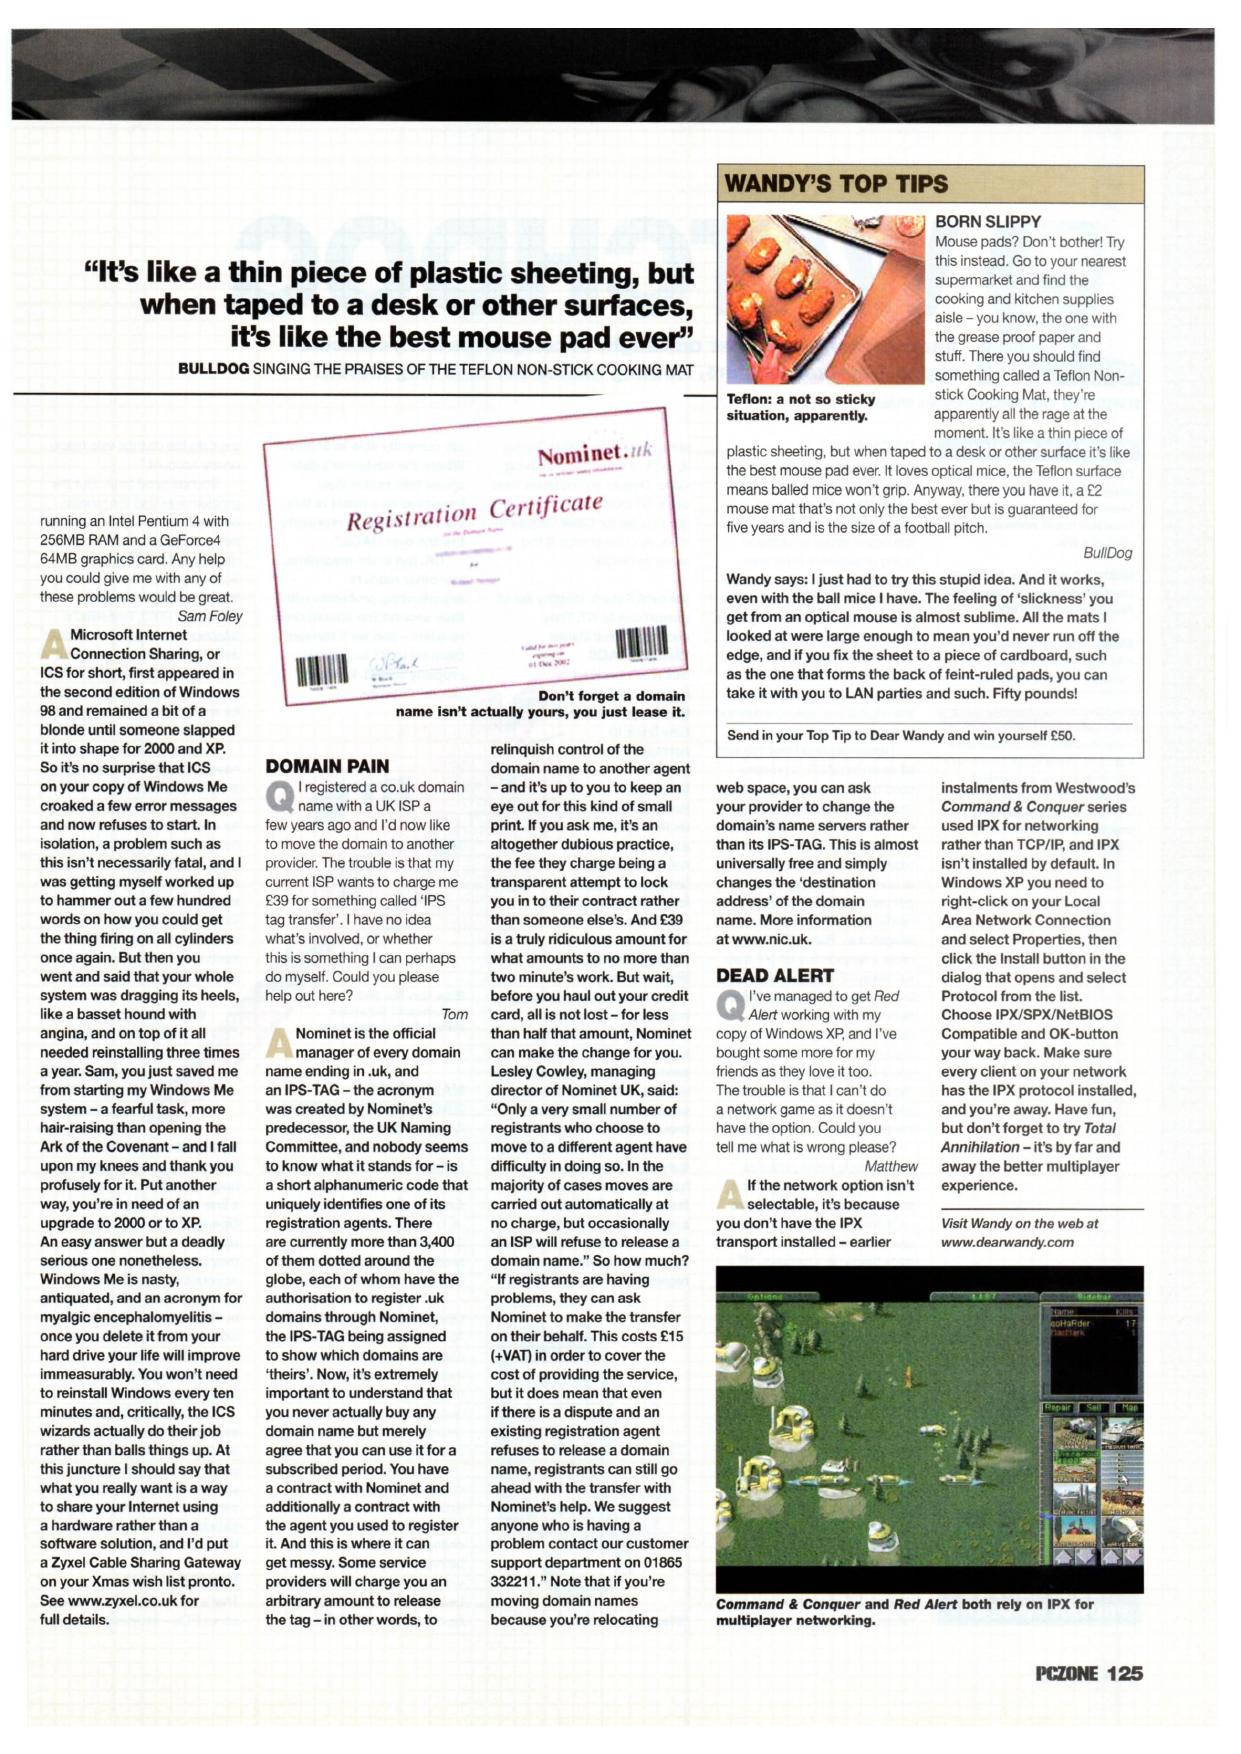 "It's like a thin piece of plastic sheeting, but
when taped to a desk or other surfaces,
it's like the best mouse pad ever"
BULLDOG SINGING THE PRAISES OF THE TEFLON NON-STICK COOKING MAT
running an Intel Pentium 4 with
256MB RAM and a GeForce4
64MB graphics card. Any help
you could give me with any of
these problems would be great.
Sam Foley
A Microsoft Internet
Connection Sharing, or
ICS for short, first appeared in
the second edition of Windows
98 and remained a bit of a
blonde until someone slapped
it into shape for 2000 and XP.
So it's no surprise that ICS
on your copy of Windows Me
croaked a few error messages
and now refuses to start. In
isolation, a problem such as
this isn't necessarily fatal, and I
was getting myself worked up
to hammer out a few hundred
words on how you could get
the thing firing on all cylinders
once again. But then you
went and said that your whole
system was dragging its heels,
like a basset hound with
angina, and on top of it all
needed reinstalling three times
a year. Sam, you just saved me
from starting my Windows Me
system – a fearful task, more
hair-raising than opening the
Ark of the Covenant – and I fall
upon my knees and thank you
profusely for it. Put another
way, you're in need of an
upgrade to 2000 or to XP.
An easy answer but a deadly
serious one nonetheless.
Windows Me is nasty,
antiquated, and an acronym for
myalgic encephalomyelitis –
once you delete it from your
hard drive your life will improve
immeasurably. You won't need
to reinstall Windows every ten
minutes and, critically, the ICS
wizards actually do their job
rather than balls things up. At
this juncture I should say that
what you really want is a way
to share your Internet using
a hardware rather than a
software solution, and I'd put
a Zyxel Cable Sharing Gateway
on your Xmas wish list pronto.
See www.zyxel.co.uk for
full details.
Nominet.uk
Registration Certificate
for the Domain Name
for
Valid for two years
expiring on
01 Dec 2002
Don't forget a domain
name isn't actually yours, you just lease it.
DOMAIN PAIN
Q I registered a co.uk domain
name with a UK ISP a
few years ago and I'd now like
to move the domain to another
provider. The trouble is that my
current ISP wants to charge me
£39 for something called 'IPS
tag transfer'. I have no idea
what's involved, or whether
this is something I can perhaps
do myself. Could you please
help out here?
Tom
A Nominet is the official
manager of every domain
name ending in .uk, and
an IPS-TAG – the acronym
was created by Nominet's
predecessor, the UK Naming
Committee, and nobody seems
to know what it stands for – is
a short alphanumeric code that
uniquely identifies one of its
registration agents. There
are currently more than 3,400
of them dotted around the
globe, each of whom have the
authorisation to register .uk
domains through Nominet,
the IPS-TAG being assigned
to show which domains are
'theirs'. Now, it's extremely
important to understand that
you never actually buy any
domain name but merely
agree that you can use it for a
subscribed period. You have
a contract with Nominet and
additionally a contract with
the agent you used to register
it. And this is where it can
get messy. Some service
providers will charge you an
arbitrary amount to release
the tag – in other words, to
relinquish control of the
domain name to another agent
– and it's up to you to keep an
eye out for this kind of small
print. If you ask me, it's an
altogether dubious practice,
the fee they charge being a
transparent attempt to lock
you in to their contract rather
than someone else's. And £39
is a truly ridiculous amount for
what amounts to no more than
two minute's work. But wait,
before you haul out your credit
card, all is not lost – for less
than half that amount, Nominet
can make the change for you.
Lesley Cowley, managing
director of Nominet UK, said:
"Only a very small number of
registrants who choose to
move to a different agent have
difficulty in doing so. In the
majority of cases moves are
carried out automatically at
no charge, but occasionally
an ISP will refuse to release a
domain name." So how much?
"If registrants are having
problems, they can ask
Nominet to make the transfer
on their behalf. This costs £15
(+VAT) in order to cover the
cost of providing the service,
but it does mean that even
if there is a dispute and an
existing registration agent
refuses to release a domain
name, registrants can still go
ahead with the transfer with
Nominet's help. We suggest
anyone who is having a
problem contact our customer
support department on 01865
332211." Note that if you're
moving domain names
because you're relocating
web space, you can ask
your provider to change the
domain's name servers rather
than its IPS-TAG. This is almost
universally free and simply
changes the 'destination
address' of the domain
name. More information
at www.nic.uk.
DEAD ALERT
Q I've managed to get Red
Alert working with my
copy of Windows XP, and I've
bought some more for my
friends as they love it too.
The trouble is that I can't do
a network game as it doesn't
have the option. Could you
tell me what is wrong please?
Matthew
A If the network option isn't
selectable, it's because
you don't have the IPX
transport installed – earlier
instalments from Westwood's
Command & Conquer series
used IPX for networking
rather than TCP/IP, and IPX
isn't installed by default. In
Windows XP you need to
right-click on your Local
Area Network Connection
and select Properties, then
click the Install button in the
dialog that opens and select
Protocol from the list.
Choose IPX/SPX/NetBIOS
Compatible and OK-button
your way back. Make sure
every client on your network
has the IPX protocol installed,
and you're away. Have fun,
but don't forget to try Total
Annihilation – it's by far and
away the better multiplayer
experience.
Visit Wandy on the web at
www.dearwandy.com
WANDY'S TOP TIPS
Teflon: a not so sticky
situation, apparently.
BORN SLIPPY
Mouse pads? Don't bother! Try
this instead. Go to your nearest
supermarket and find the
cooking and kitchen supplies
aisle – you know, the one with
the grease proof paper and
stuff. There you should find
something called a Teflon Non-
stick Cooking Mat, they're
apparently all the rage at the
moment. It's like a thin piece of
plastic sheeting, but when taped to a desk or other surface it's like
the best mouse pad ever. It loves optical mice, the Teflon surface
means balled mice won't grip. Anyway, there you have it, a £2
mouse mat that's not only the best ever but is guaranteed for
five years and is the size of a football pitch.
BullDog
Wandy says: I just had to try this stupid idea. And it works,
even with the ball mice I have. The feeling of 'slickness' you
get from an optical mouse is almost sublime. All the mats I
looked at were large enough to mean you'd never run off the
edge, and if you fix the sheet to a piece of cardboard, such
as the one that forms the back of feint-ruled pads, you can
take it with you to LAN parties and such. Fifty pounds!
Send in your Top Tip to Dear Wandy and win yourself £50.
Options
Sidebar
Name: Kills:
goHaRder 17
Repair Sell Map
Command & Conquer and Red Alert both rely on IPX for
multiplayer networking.
PCZONE 125